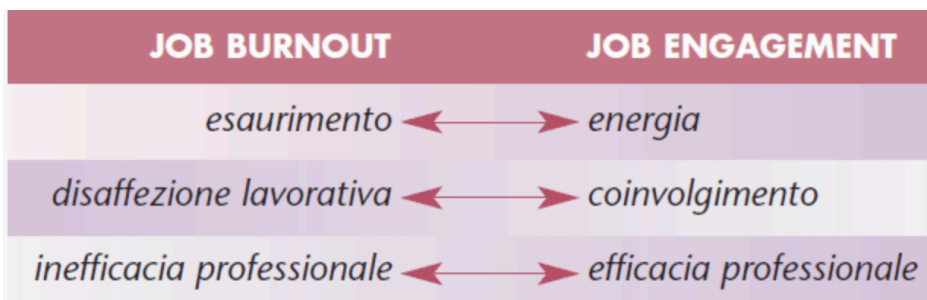 JOB BURNOUT JOB ENGAGEMENT
esaurimento energia
disaffezione lavorativa coinvolgimento
inefficacia professionale efficacia professionale